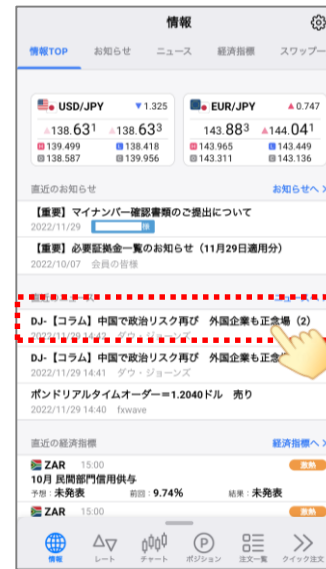 情報
情報TOP お知らせ ニュース 経済指標 スワップ
USD/JPY ▼1.325
▲138.63¹ ▲138.63³
H 139.499 L 138.418
O 138.587 C 139.956
EUR/JPY ▲0.747
143.88³ ▲144.04¹
H 143.965 L 143.449
O 143.311 C 143.136
直近のお知らせ お知らせへ >
【重要】マイナンバー確認書類のご提出について
2022/11/29 様
【重要】必要証拠金一覧のお知らせ（11月29日適用分）
2022/10/07 会員の皆様
直近のニュース ニュースへ >
DJ-【コラム】中国で政治リスク再び 外国企業も正念場（2）
2022/11/29 14:42 ダウ・ジョーンズ
DJ-【コラム】中国で政治リスク再び 外国企業も正念
2022/11/29 14:41 ダウ・ジョーンズ
ポンドリアルタイムオーダー=1.2040ドル 売り
2022/11/29 14:40 fxwave
直近の経済指標 経済指標へ >
ZAR 15:00 激熱
10月 民間部門信用供与
予想：未発表 前回：9.74% 結果：未発表
ZAR 15:00 激熱
情報 レート チャート ポジション 注文一覧 クイック注文